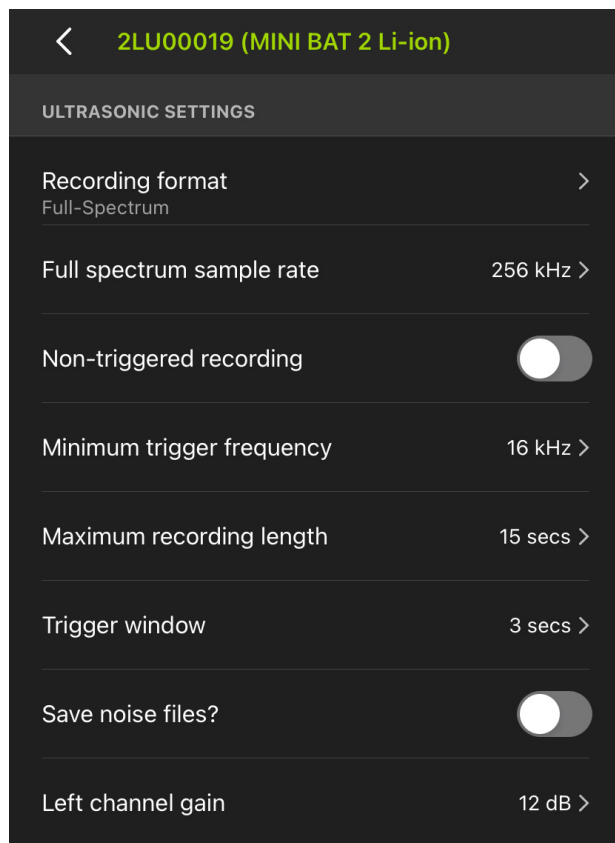 2LU00019 (MINI BAT 2 Li-ion)
ULTRASONIC SETTINGS
Recording format
Full-Spectrum
Full spectrum sample rate 256 kHz
Non-triggered recording
Minimum trigger frequency 16 kHz
Maximum recording length 15 secs
Trigger window 3 secs
Save noise files?
Left channel gain 12 dB